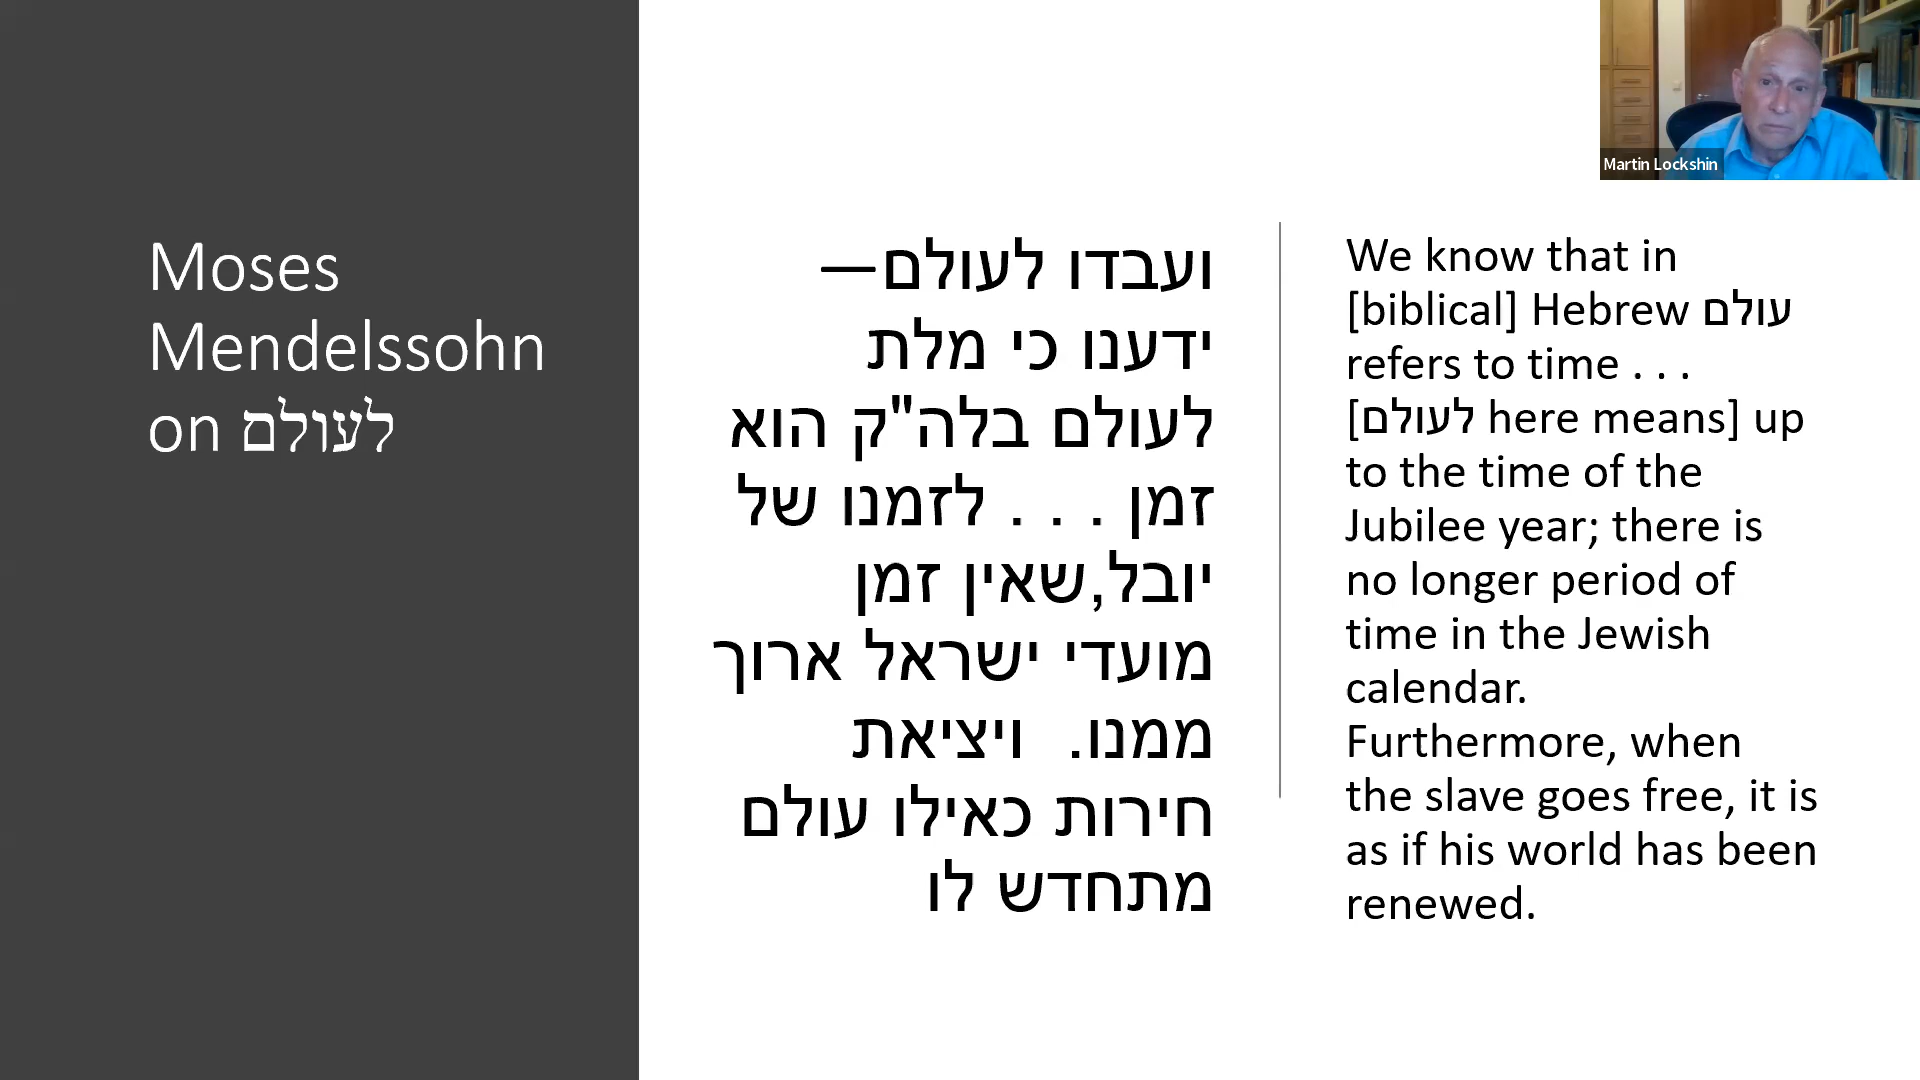 Moses
Mendelssohn
on לעולם
ועבדו לעולם—
ידענו כי מלת
לעולם בלה"ק הוא
זמן . . . לזמנו של
יובל,שאין זמן
מועדי ישראל ארוך
ממנו.  ויציאת
חירות כאילו עולם
מתחדש לו
We know that in
[biblical] Hebrew עולם
refers to time . . .
[לעולם here means] up
to the time of the
Jubilee year; there is
no longer period of
time in the Jewish
calendar.
Furthermore, when
the slave goes free, it is
as if his world has been
renewed.
Martin Lockshin